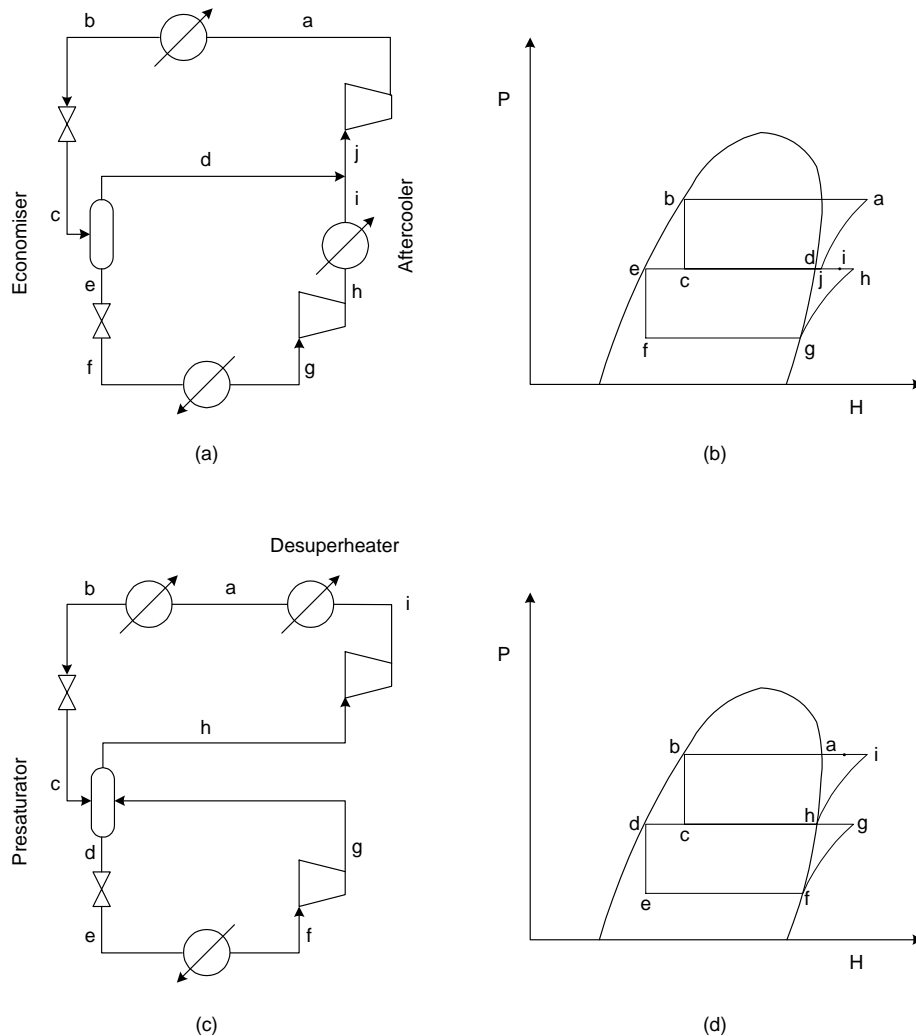 b
a
P
j
d
a
b
i
Economiser
c
Aftercooler
d
i
e
j
h
e
c
h
f
g
f
g
H
(a)
(b)
Desuperheater
b
a
i
P
h
b
a
i
c
Presaturator
d
h
g
d
g
c
e
f
e
f
H
(c)
(d)